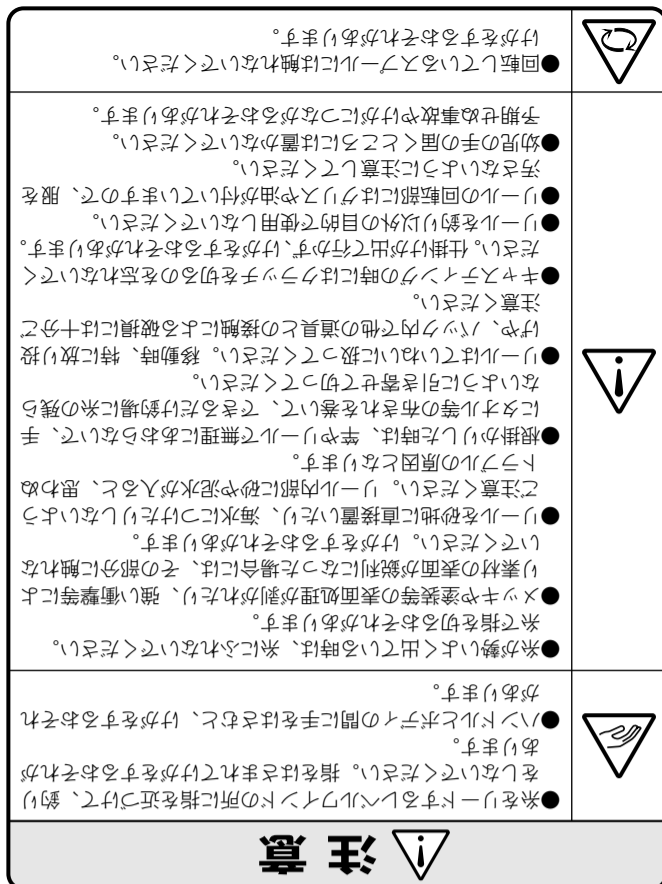 注意
●糸をリードするレベルワインドの所に指を近づけて、釣り
をしないでください。指をはさまれてけがをするおそれが
あります。
●ハンドルとボディの間に手をはさむと、けがをするおそれ
があります。
●糸が勢いよく出ている時は、糸にふれないでください。
糸で指を切るおそれがあります。
●メッキや塗装等の表面処理が剥がれたり、強い衝撃等によ
り素材の表面が鋭利になった場合には、その部分に触れな
いでください。けがをするおそれがあります。
●リールを砂地に直接置いたり、海水につけたりしないよう
ご注意ください。リール内部に砂や泥水が入ると、思わぬ
トラブルの原因となります。
●根掛かりした時は、竿やリールで無理にあおらないで、手
にタオル等の布きれを巻いて、できるだけ釣場に糸の残ら
ないように引き寄せて切ってください。
●リールはていねいに扱ってください。移動時、特に放り投
げや、バック内で他の道具との接触による破損には十分ご
注意ください。
●キャスティングの時にはクラッチを切るのを忘れないでく
ださい。仕掛けが出て行かず、けがをするおそれがあります。
●リールを釣り以外の目的で使用しないでください。
●リールの回転部にはグリスや油が付いていますので、服を
汚さないように注意してください。
●幼児の手の届くところには置かないでください。
予期せぬ事故やけがにつながるおそれがあります。
●回転しているスプールには触れないでください。
けがをするおそれがあります。